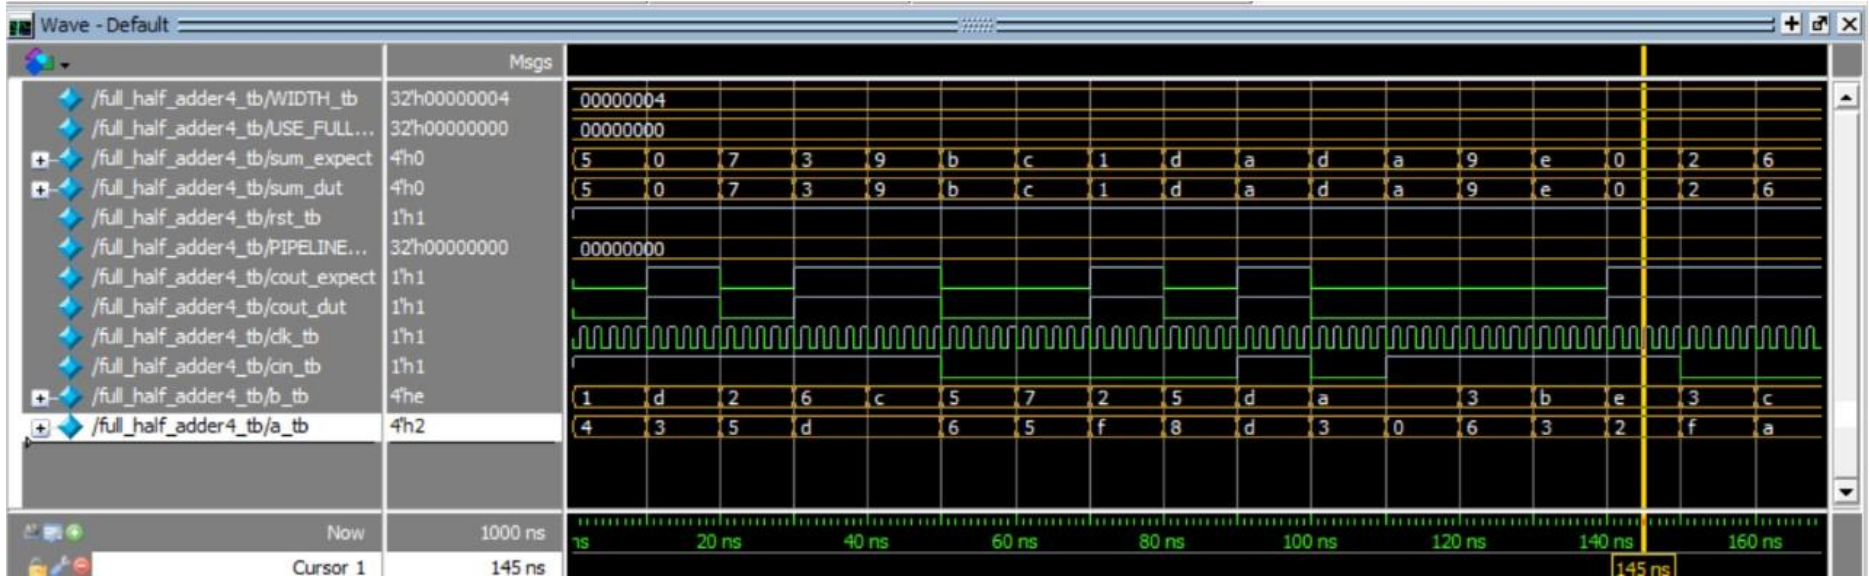 Wave - Default
Msgs
/full_half_adder4_tb/WIDTH_tb 32'h00000004 00000004
/full_half_adder4_tb/USE_FULL... 32'h00000000 00000000
/full_half_adder4_tb/sum_expect 4'h0 5 0 7 3 9 b c 1 d a d a 9 e 0 2 6
/full_half_adder4_tb/sum_dut 4'h0 5 0 7 3 9 b c 1 d a d a 9 e 0 2 6
/full_half_adder4_tb/rst_tb 1'h1
/full_half_adder4_tb/PIPELINE... 32'h00000000 00000000
/full_half_adder4_tb/cout_expect 1'h1
/full_half_adder4_tb/cout_dut 1'h1
/full_half_adder4_tb/clk_tb 1'h1
/full_half_adder4_tb/cin_tb 1'h1
/full_half_adder4_tb/b_tb 4'he 1 d 2 6 c 5 7 2 5 d a 3 b e 3 c
/full_half_adder4_tb/a_tb 4'h2 4 3 5 d 6 5 f 8 d 3 0 6 3 2 f a
Now 1000 ns ns 20 ns 40 ns 60 ns 80 ns 100 ns 120 ns 140 ns 160 ns
Cursor 1 145 ns 145 ns